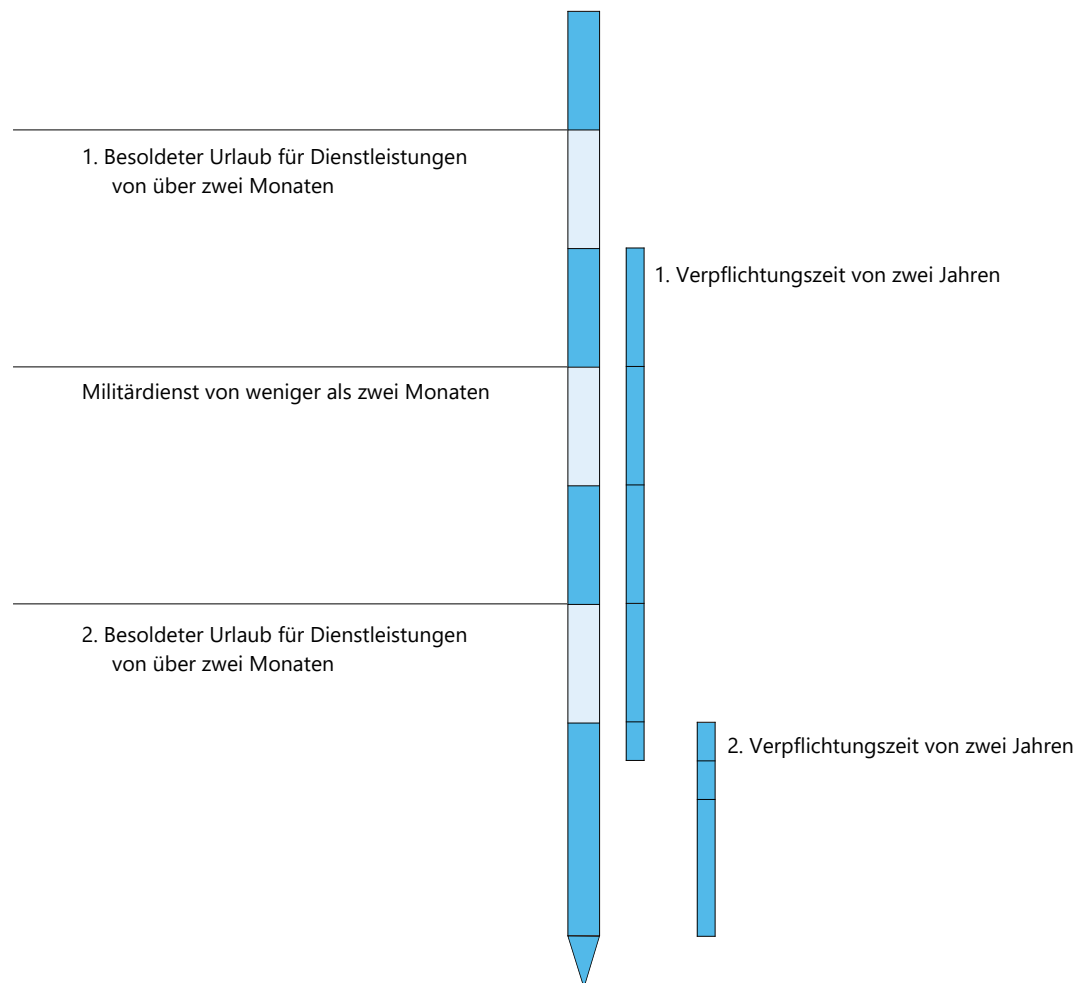 1. Besoldeter Urlaub für Dienstleistungen
von über zwei Monaten
1. Verpflichtungszeit von zwei Jahren
Militärdienst von weniger als zwei Monaten
2. Besoldeter Urlaub für Dienstleistungen
von über zwei Monaten
2. Verpflichtungszeit von zwei Jahren